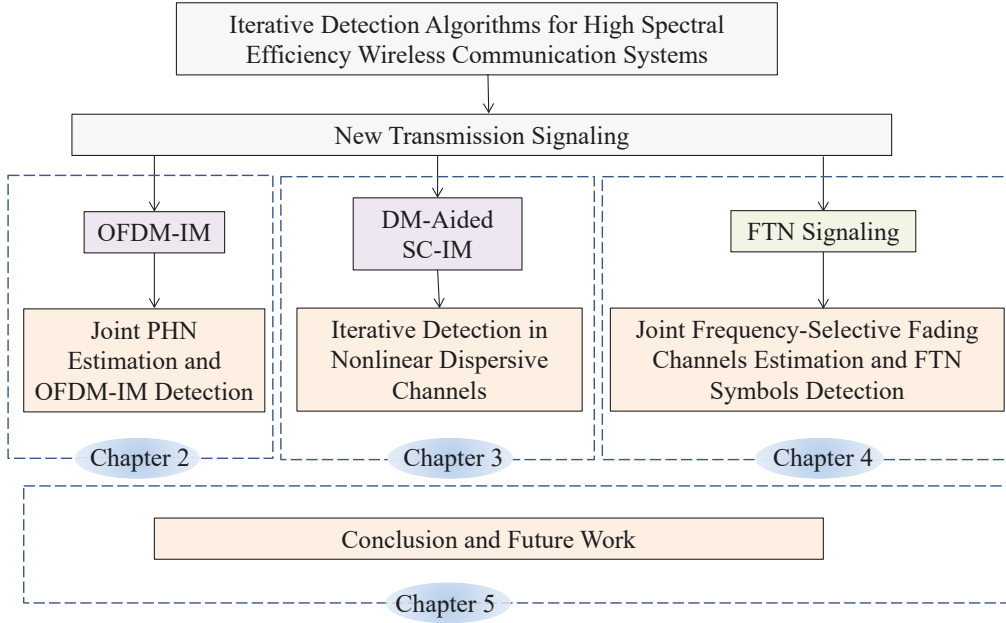 Iterative Detection Algorithms for High Spectral
Efficiency Wireless Communication Systems
New Transmission Signaling
OFDM-IM
DM-Aided
SC-IM
FTN Signaling
Joint PHN
Estimation and
OFDM-IM Detection
Iterative Detection in
Nonlinear Dispersive
Channels
Joint Frequency-Selective Fading
Channels Estimation and FTN
Symbols Detection
Chapter 2
Chapter 3
Chapter 4
Conclusion and Future Work
Chapter 5